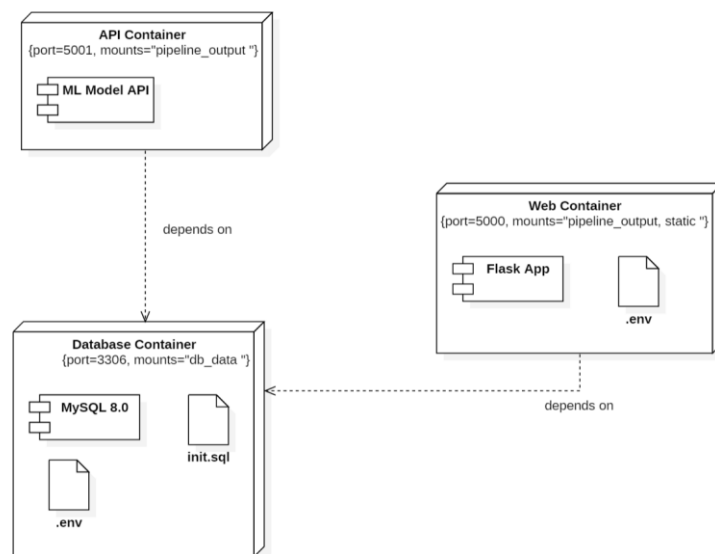 API Container
{port=5001, mounts="pipeline_output "}
ML Model API
depends on
Web Container
{port=5000, mounts="pipeline_output, static "}
Flask App
.env
Database Container
{port=3306, mounts="db_data "}
MySQL 8.0
init.sql
.env
depends on